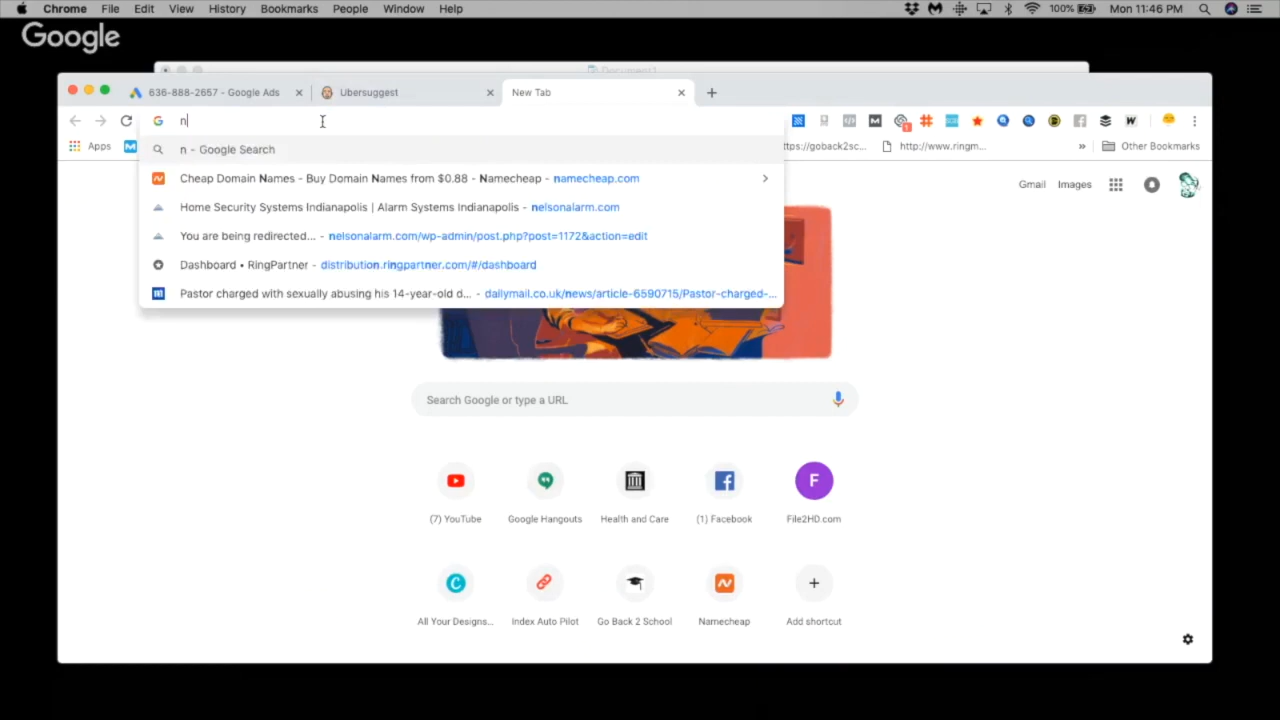 Chrome File Edit View History Bookmarks People Window Help 100% Mon 11:46 PM
Google
Document1
636-888-2657 - Google Ads
Ubersuggest
New Tab
n
Apps
ttps://goback2sc...
http://www.ringm...
Other Bookmarks
n - Google Search
Cheap Domain Names - Buy Domain Names from $0.88 - Namecheap - namecheap.com
Home Security Systems Indianapolis | Alarm Systems Indianapolis - nelsonalarm.com
You are being redirected... - nelsonalarm.com/wp-admin/post.php?post=1172&action=edit
Dashboard • RingPartner - distribution.ringpartner.com/#/dashboard
Pastor charged with sexually abusing his 14-year-old d... - dailymail.co.uk/news/article-6590715/Pastor-charged-...
Gmail Images
Search Google or type a URL
(7) YouTube
Google Hangouts
Health and Care
(1) Facebook
F
File2HD.com
All Your Designs...
Index Auto Pilot
Go Back 2 School
Namecheap
Add shortcut